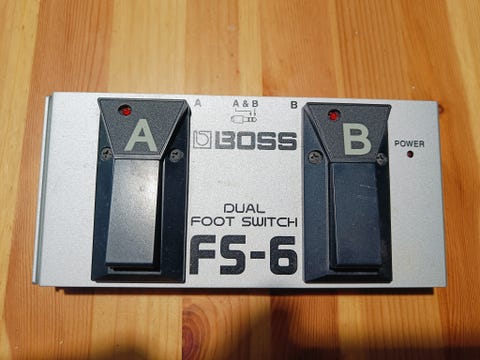 A A & B B
A
BOSS
B
POWER
DUAL
FOOT SWITCH
FS-6